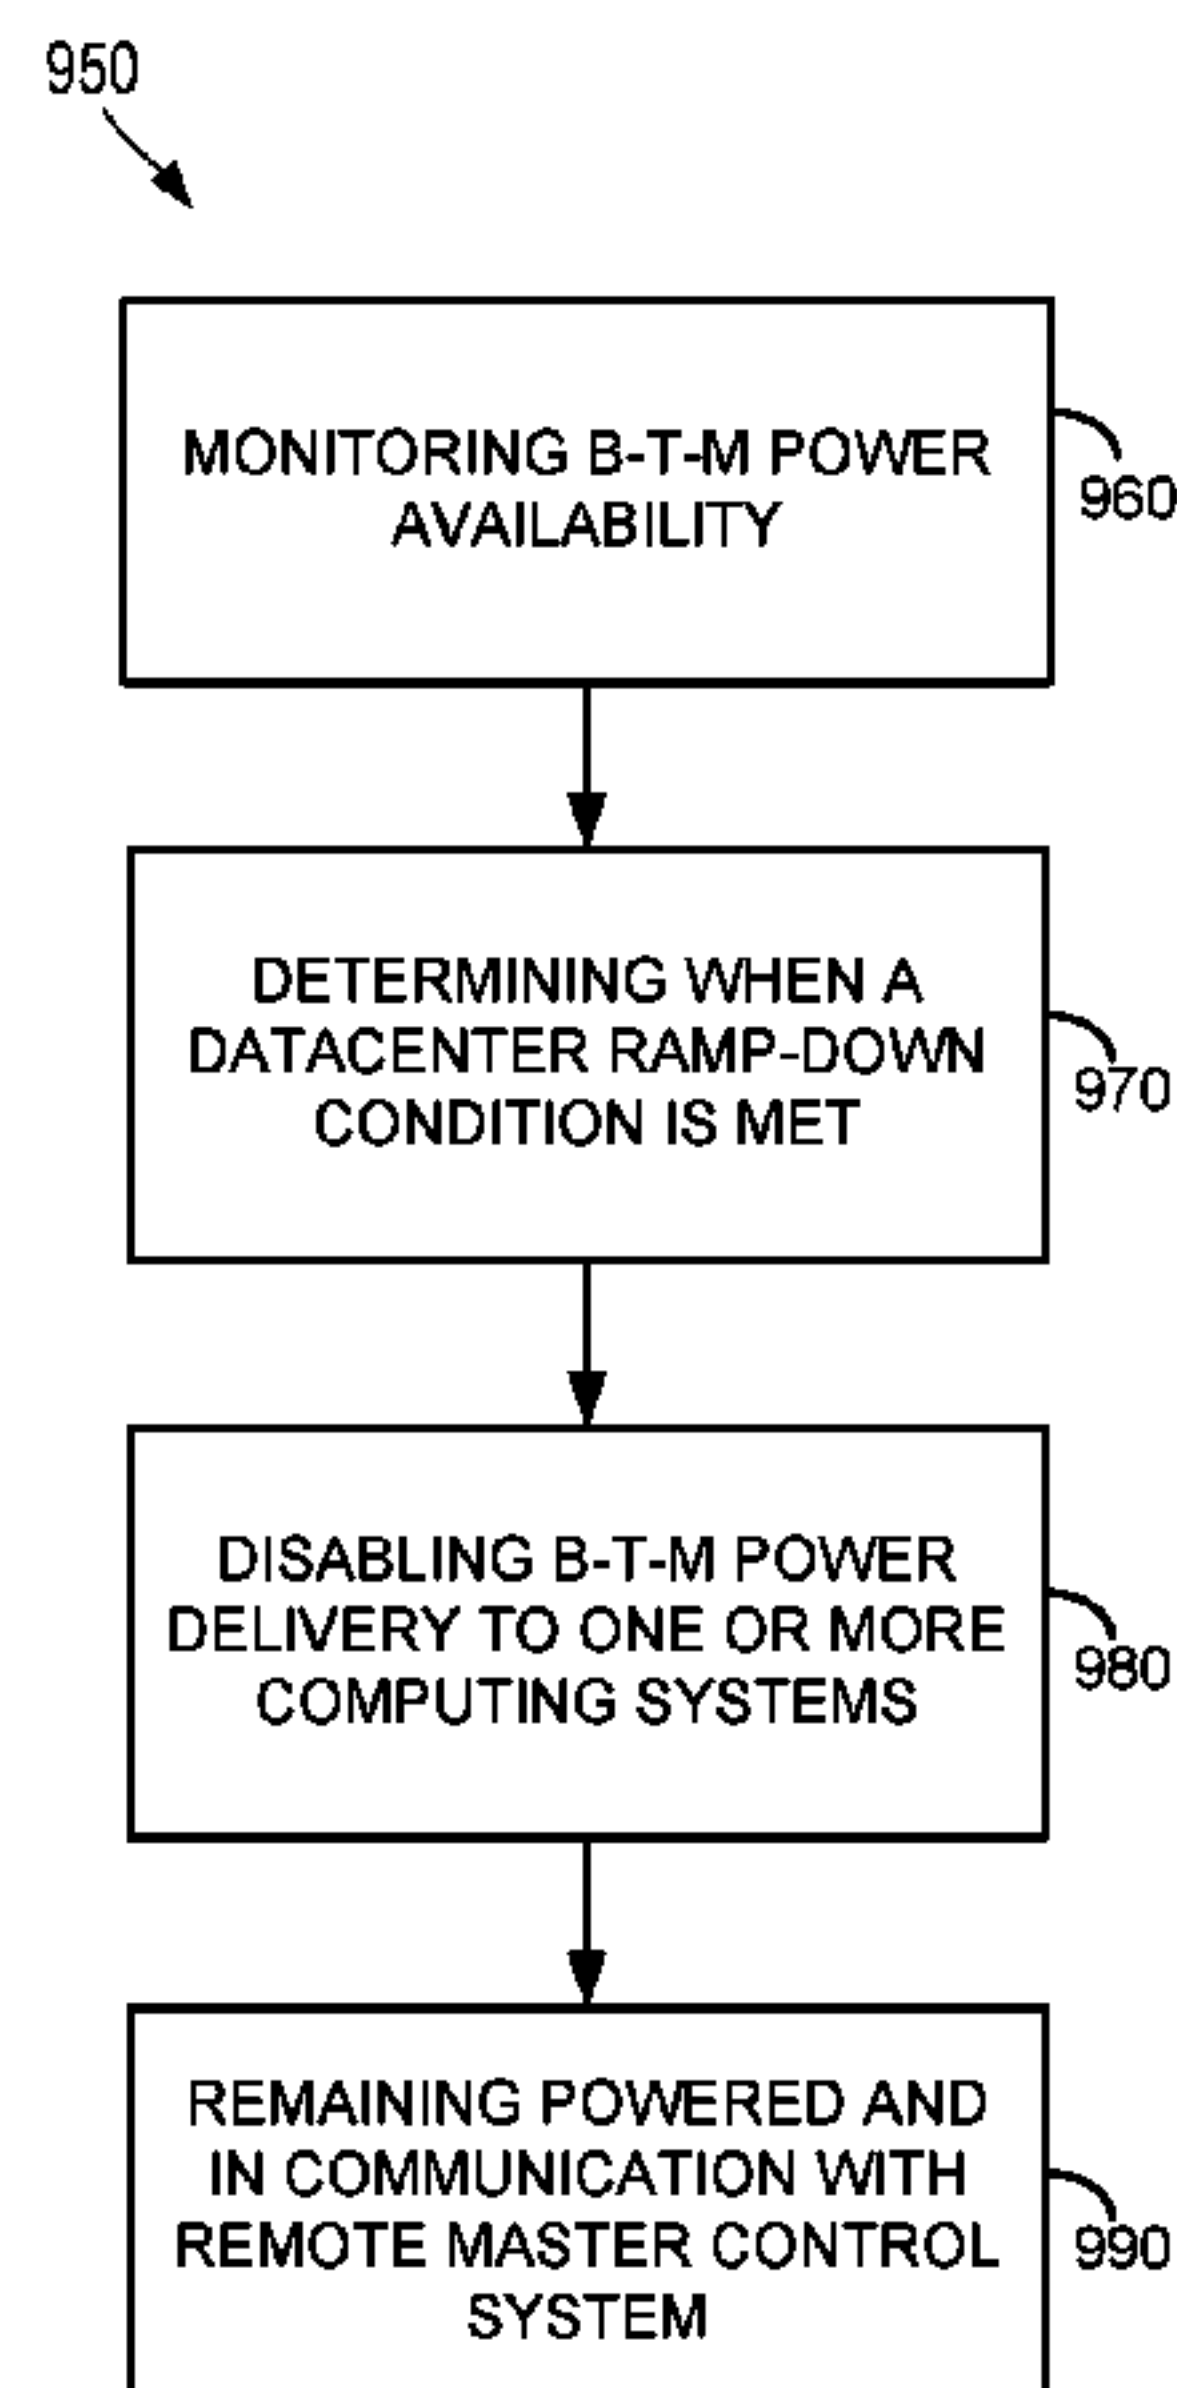 950
MONITORING B-T-M POWER
AVAILABILITY
960
DETERMINING WHEN A
DATACENTER RAMP-DOWN
CONDITION IS MET
970
DISABLING B-T-M POWER
DELIVERY TO ONE OR MORE
COMPUTING SYSTEMS
980
REMAINING POWERED AND
IN COMMUNICATION WITH
REMOTE MASTER CONTROL
SYSTEM
990